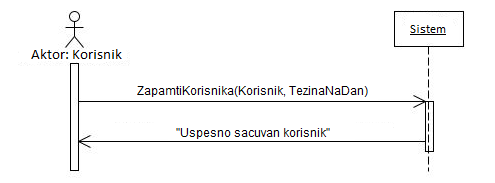 Aktor: Korisnik
Sistem
ZapamtiKorisnika(Korisnik, TezinaNaDan)
"Uspesno sacuvan korisnik"